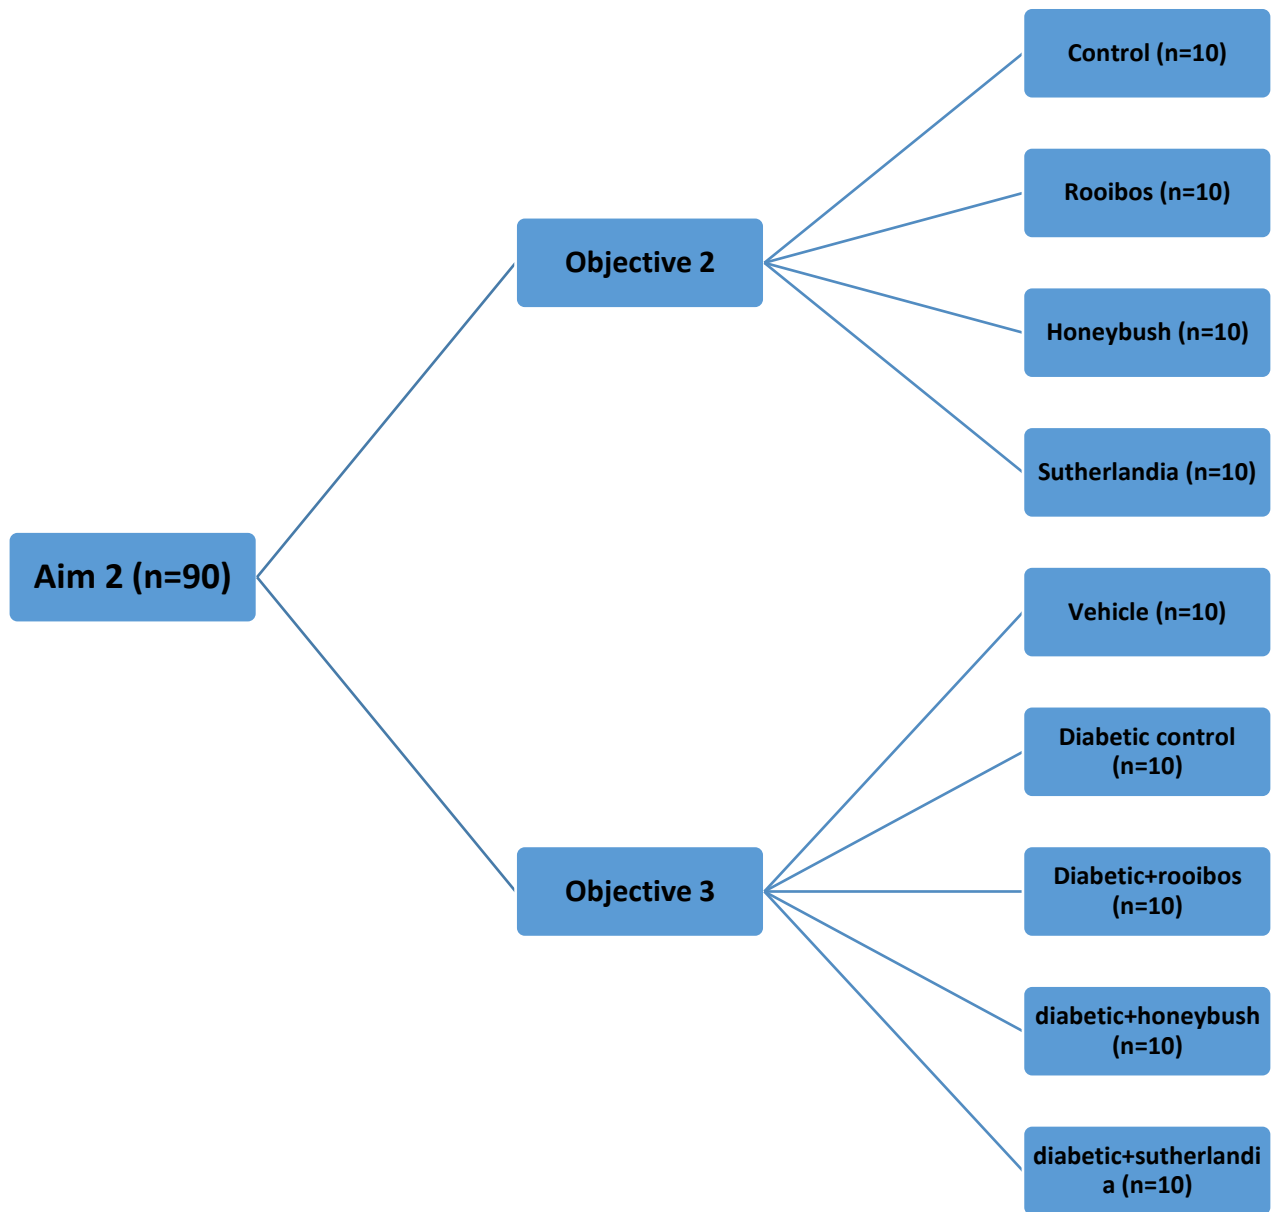 Control (n=10)
Rooibos (n=10)
Objective 2
Honeybush (n=10)
Sutherlandia (n=10)
Aim 2 (n=90)
Vehicle (n=10)
Diabetic control
(n=10)
Objective 3
Diabetic+rooibos
(n=10)
diabetic+honeybush
(n=10)
diabetic+sutherlandi
a (n=10)